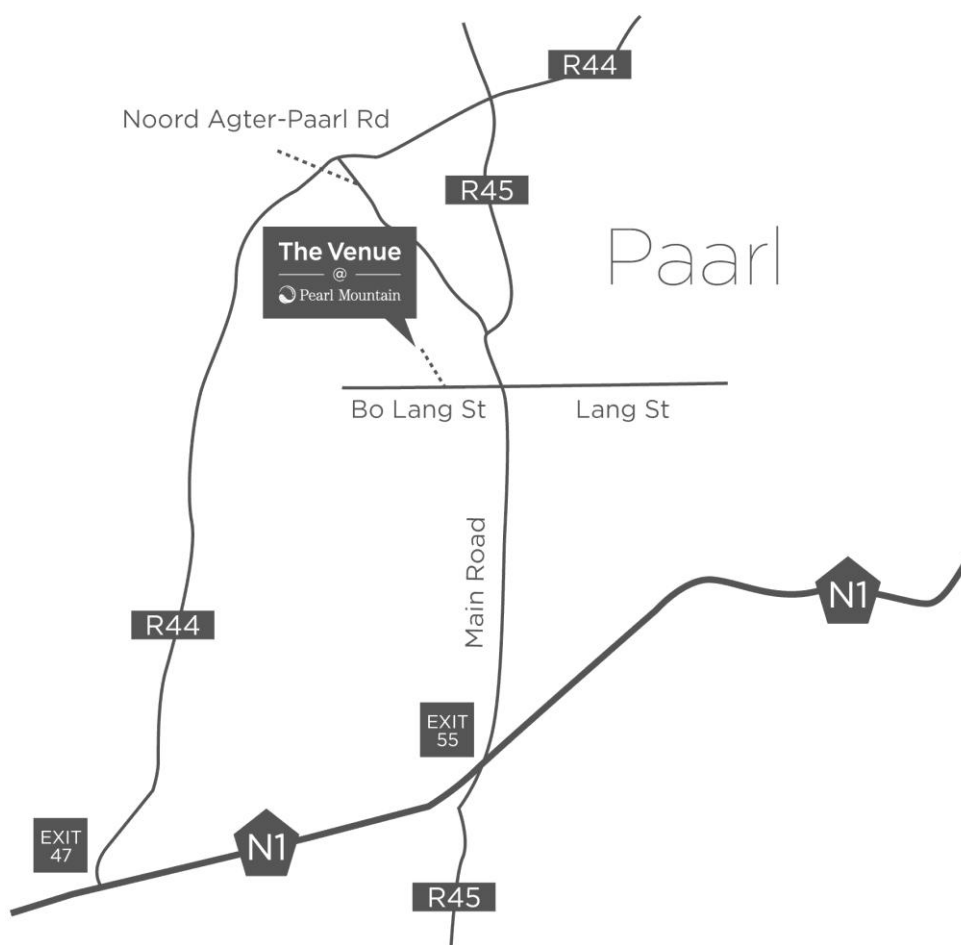 R44
Noord Agter-Paarl Rd
R45
Paarl
The Venue
@
Pearl Mountain
Bo Lang St
Lang St
Main Road
N1
R44
EXIT
55
EXIT
47
N1
R45